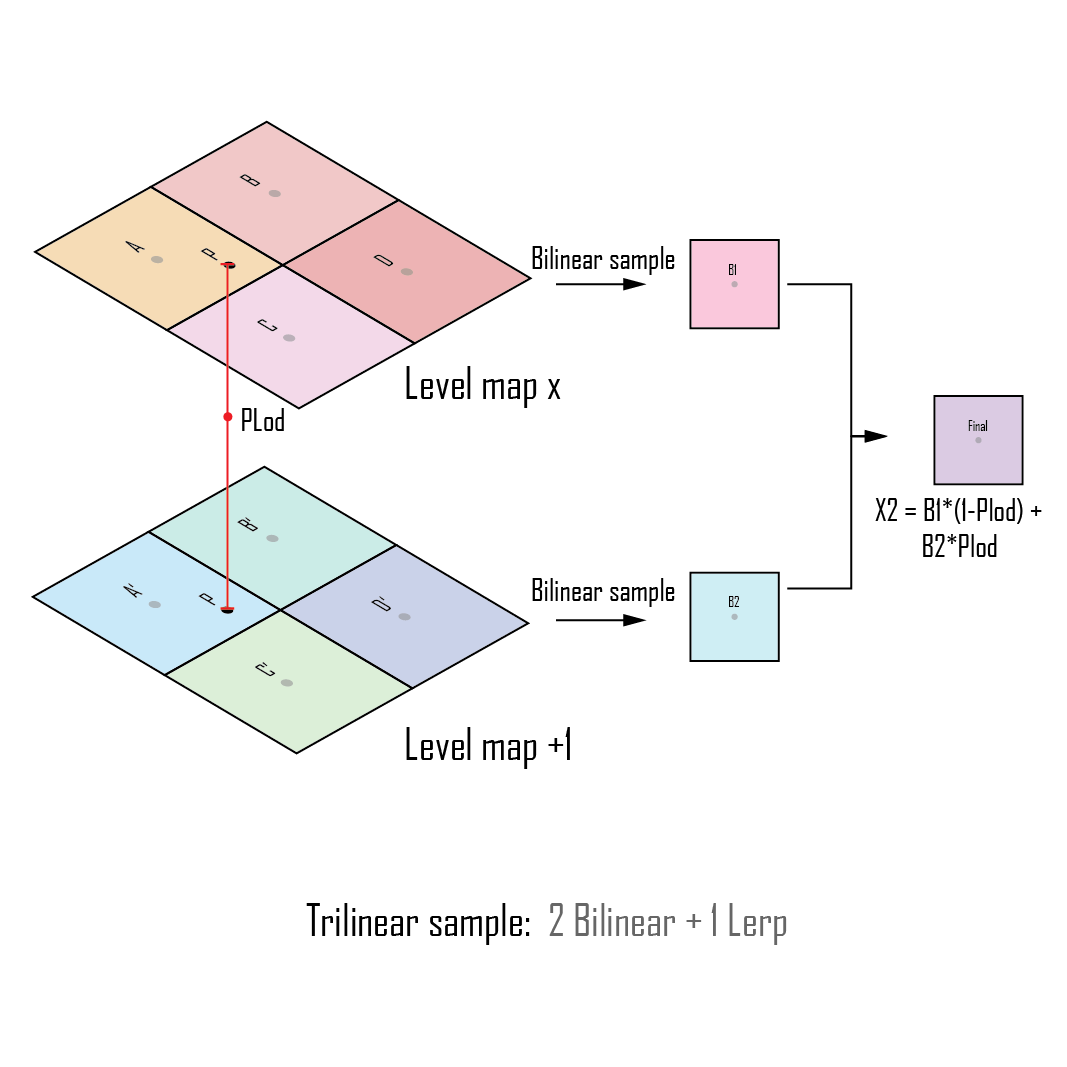 B
A
P
D
C
Bilinear sample
B1
Level map x
PLod
Final
X2 = B1*(1-Plod) +
B2*Plod
B̄
Ā
P
D̄
C̄
Bilinear sample
B2
Level map +1
Trilinear sample: 2 Bilinear + 1 Lerp